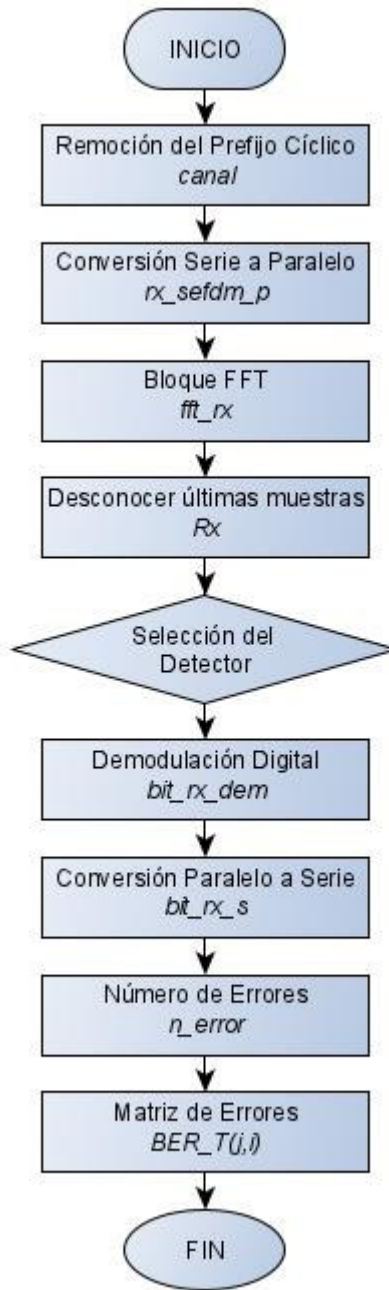 INICIO
Remoción del Prefijo Cíclico
canal
Conversión Serie a Paralelo
rx_sefdm_p
Bloque FFT
fft_rx
Desconocer últimas muestras
Rx
Selección del
Detector
Demodulación Digital
bit_rx_dem
Conversión Paralelo a Serie
bit_rx_s
Número de Errores
n_error
Matriz de Errores
BER_T(j,i)
FIN